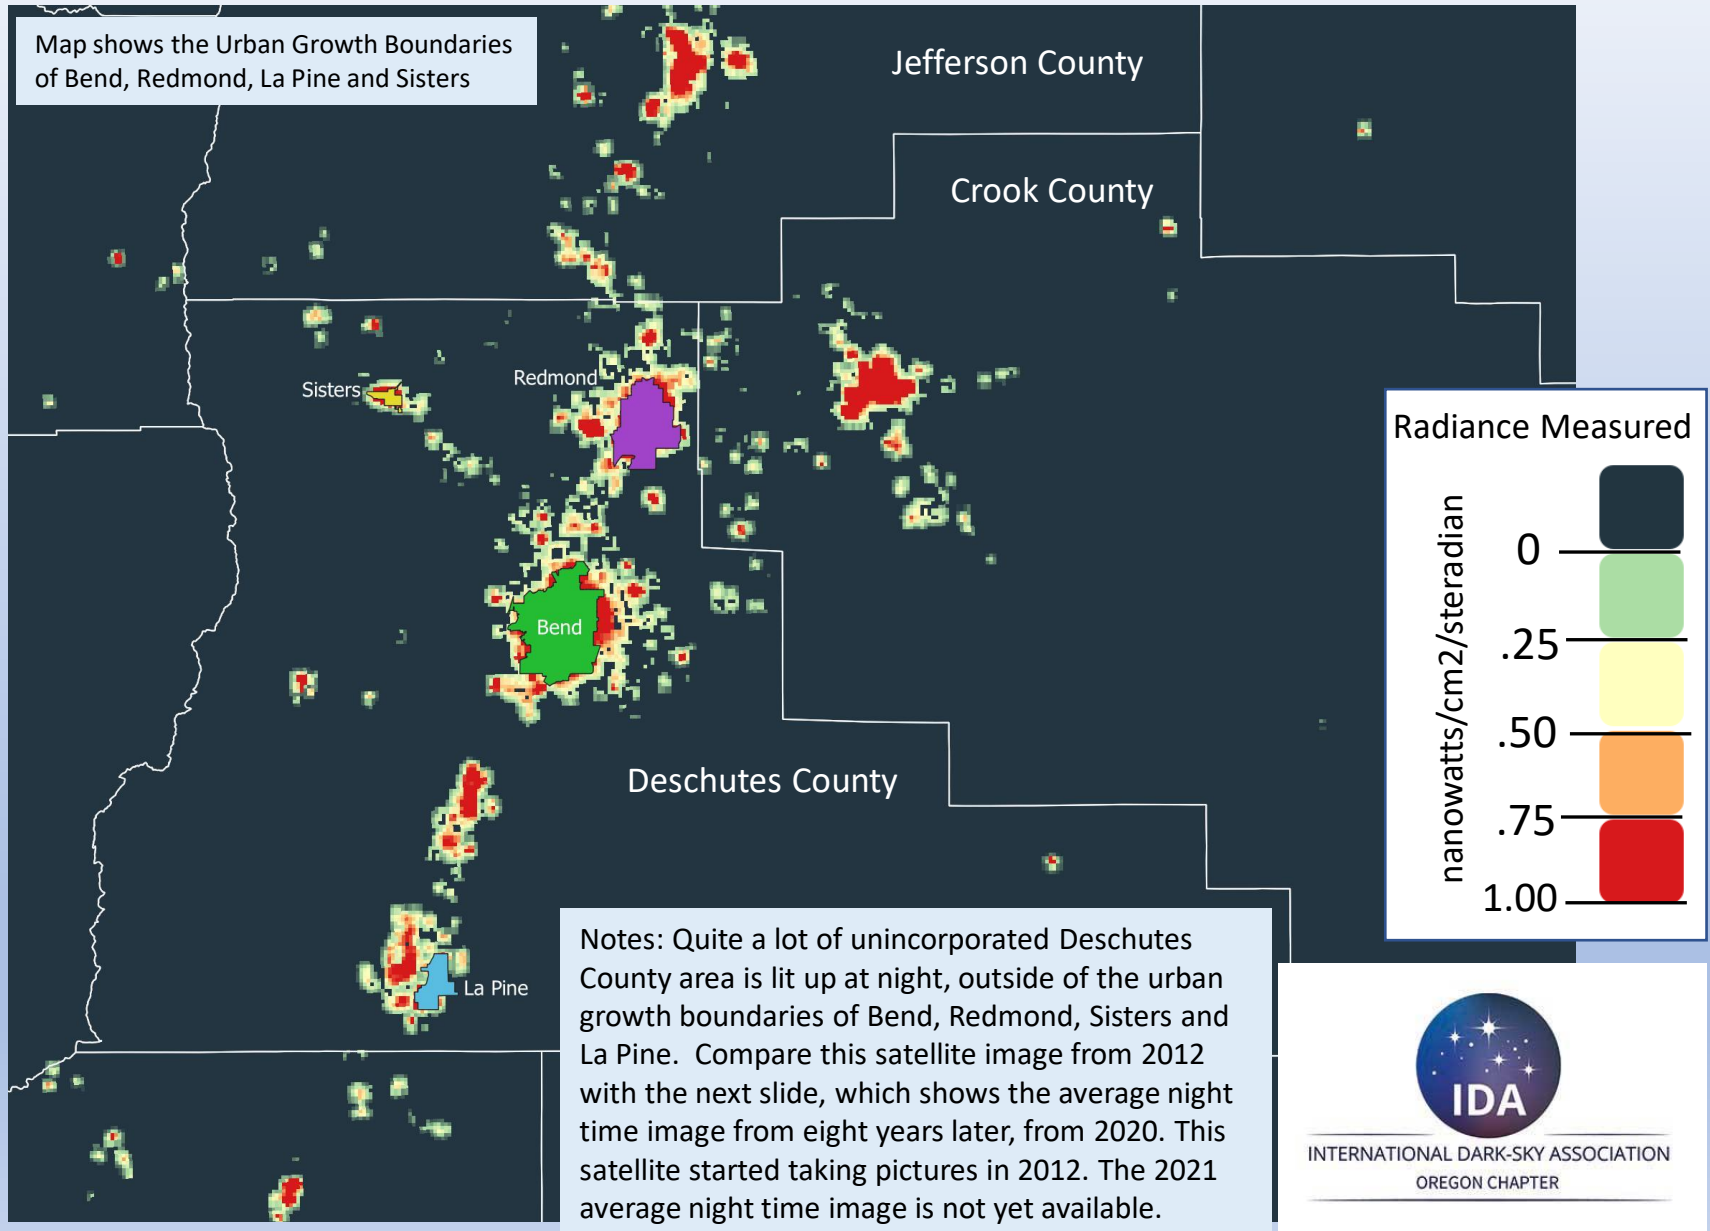 Map shows the Urban Growth Boundaries
of Bend, Redmond, La Pine and Sisters
Jefferson County
Crook County
Sisters
Redmond
Bend
Deschutes County
La Pine
Radiance Measured
nanowatts/cm2/steradian
0
.25
.50
.75
1.00
Notes: Quite a lot of unincorporated Deschutes
County area is lit up at night, outside of the urban
growth boundaries of Bend, Redmond, Sisters and
La Pine.  Compare this satellite image from 2012
with the next slide, which shows the average night
time image from eight years later, from 2020. This
satellite started taking pictures in 2012. The 2021
average night time image is not yet available.
IDA
INTERNATIONAL DARK-SKY ASSOCIATION
OREGON CHAPTER